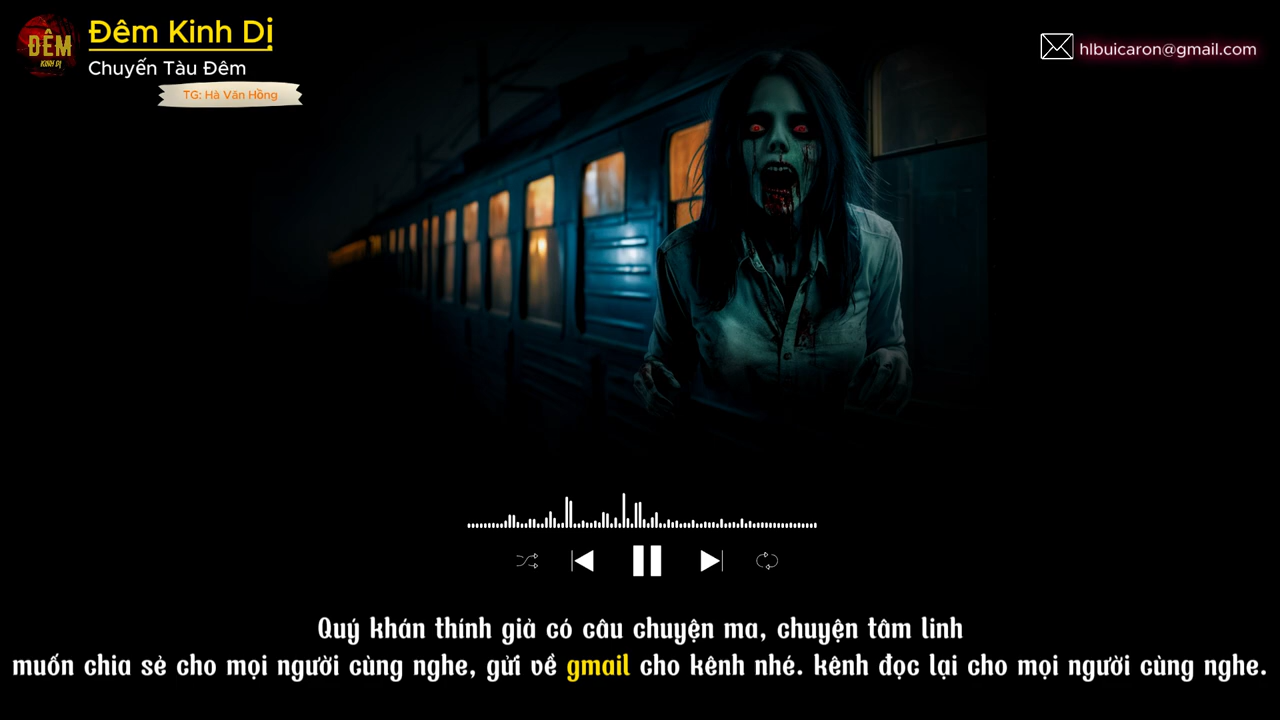 ĐÊM
KINH DỊ
Đêm Kinh Dị
Chuyến Tàu Đêm
TG: Hà Văn Hồng
hlbuicaron@gmail.com
Quý khán thính giả có câu chuyện ma, chuyện tâm linh
muốn chia sẻ cho mọi người cùng nghe, gửi về gmail cho kênh nhé. kênh đọc lại cho mọi người cùng nghe.